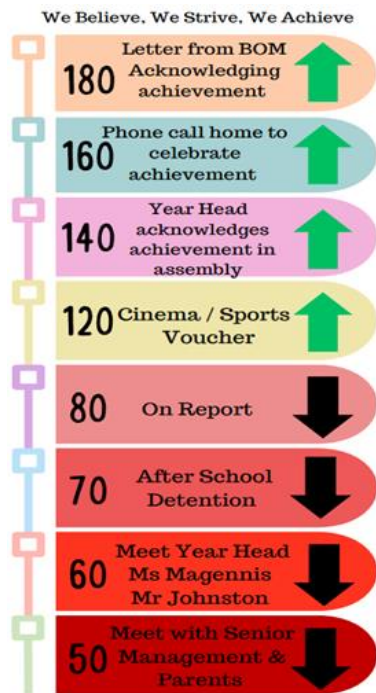 We Believe, We Strive, We Achieve
180
Letter from BOM
Acknowledging
achievement
160
Phone call home to
celebrate
achievement
140
Year Head
acknowledges
achievement in
assembly
120
Cinema / Sports
Voucher
80
On Report
70
After School
Detention
60
Meet Year Head
Ms Magennis
Mr Johnston
50
Meet with Senior
Management &
Parents